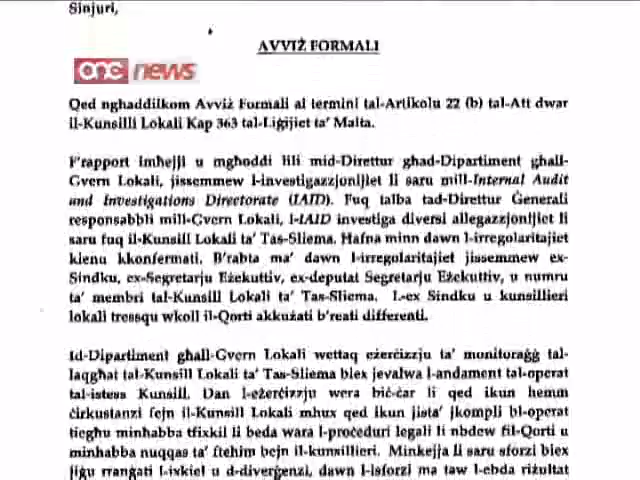 Sinjuri,
AVVIŻ FORMALI
one news
Qed ngħaddilkom Avviż Formali ai termini tal-Artikolu 22 (b) tal-Att dwar
il-Kunsilli Lokali Kap 363 tal-Liġijiet ta' Malta.
F'rapport imħejji u mgħoddi lili mid-Direttur għad-Dipartiment għall-
Gvern Lokali, jissemmew l-investigazzjonijiet li saru mill-Internal Audit
and Investigations Directorate (IAID). Fuq talba tad-Direttur Ġenerali
responsabbli mill-Gvern Lokali, l-IAID investiga diversi allegazzjonijiet li
saru fuq il-Kunsill Lokali ta' Tas-Sliema. Ħafna minn dawn l-irregolaritajiet
kienu kkonfermati. B'rabta ma' dawn l-irregolaritajiet jissemmew ex-
Sindku, ex-Segretarju Eżekuttiv, ex-deputat Segretarju Eżekuttiv, u numru
ta' membri tal-Kunsill Lokali ta' Tas-Sliema. L-ex Sindku u kunsillieri
lokali tressqu wkoll il-Qorti akkużati b'reati differenti.
Id-Dipartiment għall-Gvern Lokali wettaq eżerċizzju ta' monitoraġġ tal-
laqgħat tal-Kunsill Lokali ta' Tas-Sliema biex jevalwa l-andament tal-operat
tal-istess Kunsill. Dan l-eżerċizzju wera biċ-ċar li qed ikun hemm
ċirkustanzi fejn il-Kunsill Lokali mhux qed ikun jista' jkompli bl-operat
tiegħu minħabba tfixkil li beda wara l-proċeduri legali li nbdew fil-Qorti u
minħabba nuqqas ta' ftehim bejn il-kunsillieri. Minkejja li saru sforzi biex
jiġu rranġati l-ixkiel u d-diverġenzi, dawn l-isforzi ma taw l-ebda riżultat